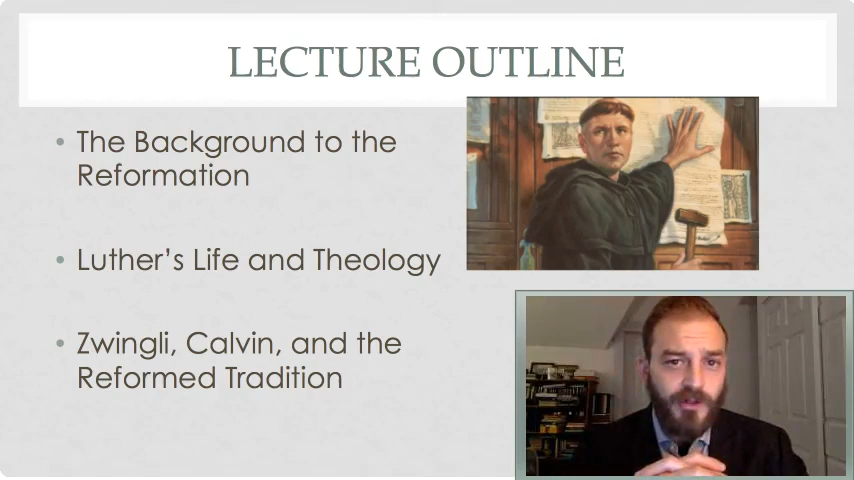 LECTURE OUTLINE
• The Background to the
Reformation
• Luther's Life and Theology
• Zwingli, Calvin, and the
Reformed Tradition